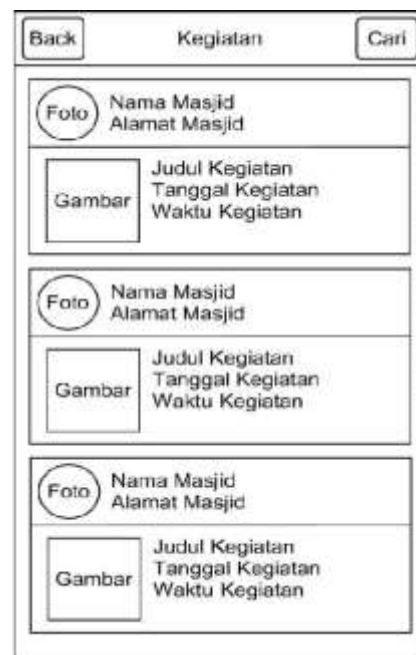 Back Kegiatan Cari
Foto
Nama Masjid
Alamat Masjid
Gambar
Judul Kegiatan
Tanggal Kegiatan
Waktu Kegiatan
Foto
Nama Masjid
Alamat Masjid
Gambar
Judul Kegiatan
Tanggal Kegiatan
Waktu Kegiatan
Foto
Nama Masjid
Alamat Masjid
Gambar
Judul Kegiatan
Tanggal Kegiatan
Waktu Kegiatan